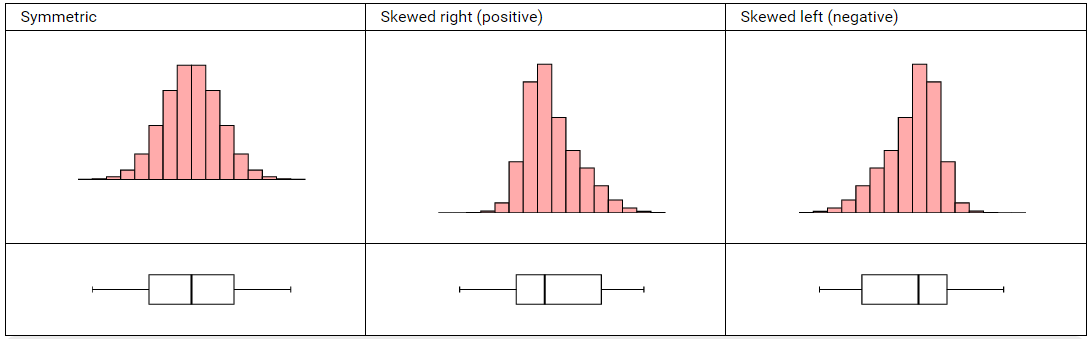 Symmetric
Skewed right (positive)
Skewed left (negative)